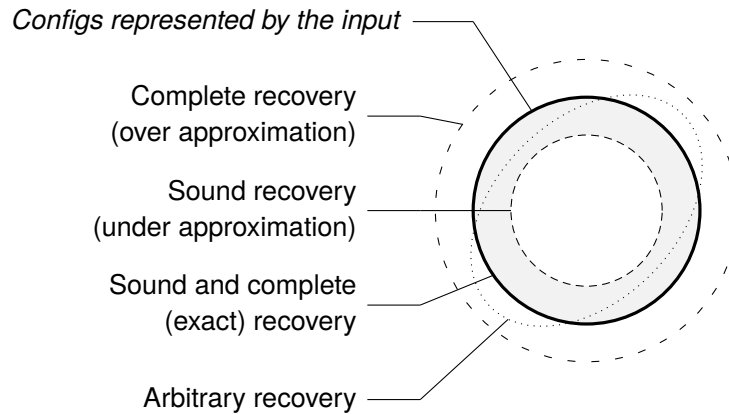 Configs represented by the input
Complete recovery
(over approximation)
Sound recovery
(under approximation)
Sound and complete
(exact) recovery
Arbitrary recovery